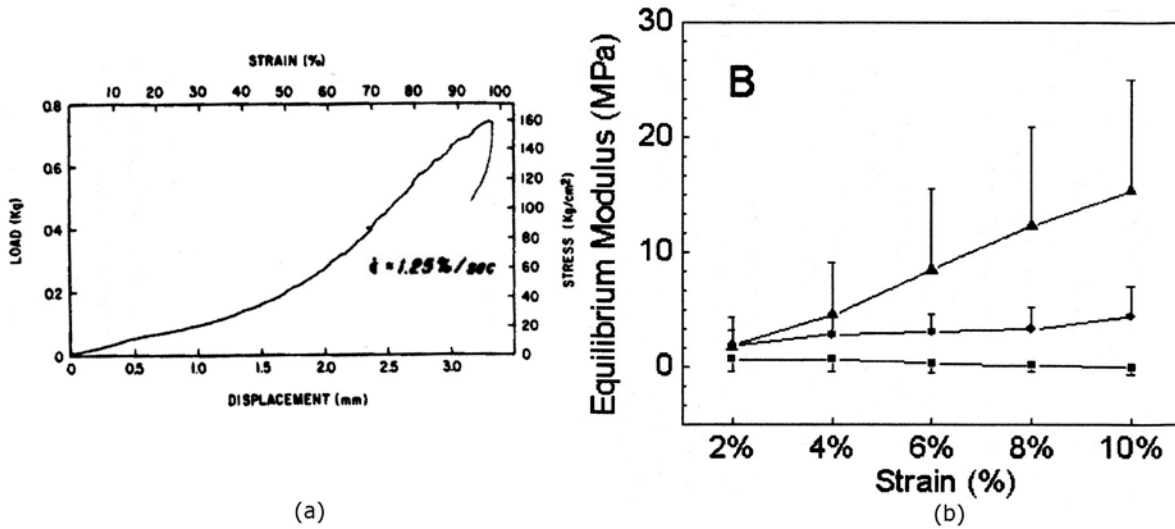 STRAIN (%)
10 20 30 40 50 60 70 80 90 100
0.8
0.6
0.4
0.2
0
LOAD (Kg)
160
140
120
100
80
60
40
20
0
STRESS (Kg/cm²)
ε̇ = 1.25%/sec
0 0.5 1.0 1.5 2.0 2.5 3.0
DISPLACEMENT (mm)
(a)
B
30
20
10
0
Equilibrium Modulus (MPa)
2% 4% 6% 8% 10%
Strain (%)
(b)